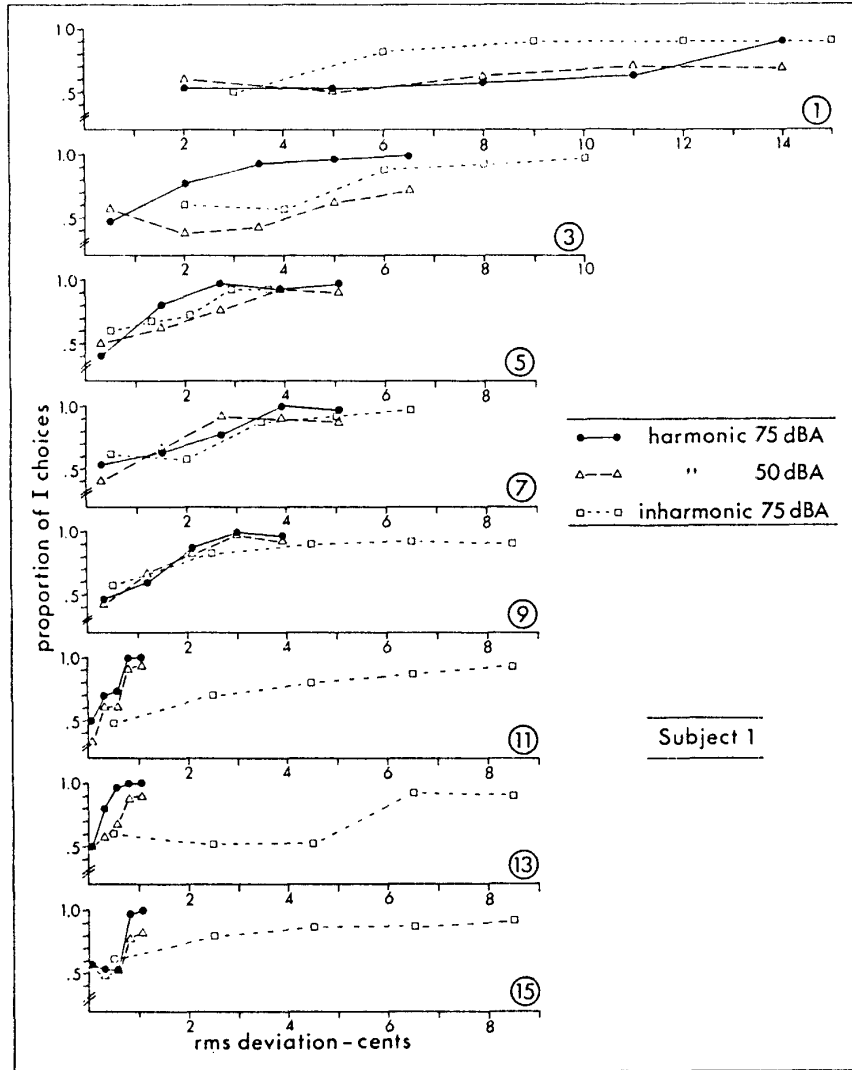 1.0
.5
2 4 6 8 10 12 14
1
1.0
.5
2 4 6 8 10
3
1.0
.5
2 4 6 8
5
1.0
.5
2 4 6 8
7
1.0
.5
2 4 6 8
9
1.0
.5
2 4 6 8
11
1.0
.5
2 4 6 8
13
1.0
.5
2 4 6 8
15
rms deviation - cents
proportion of I choices
harmonic 75 dBA
" 50 dBA
inharmonic 75 dBA
Subject 1